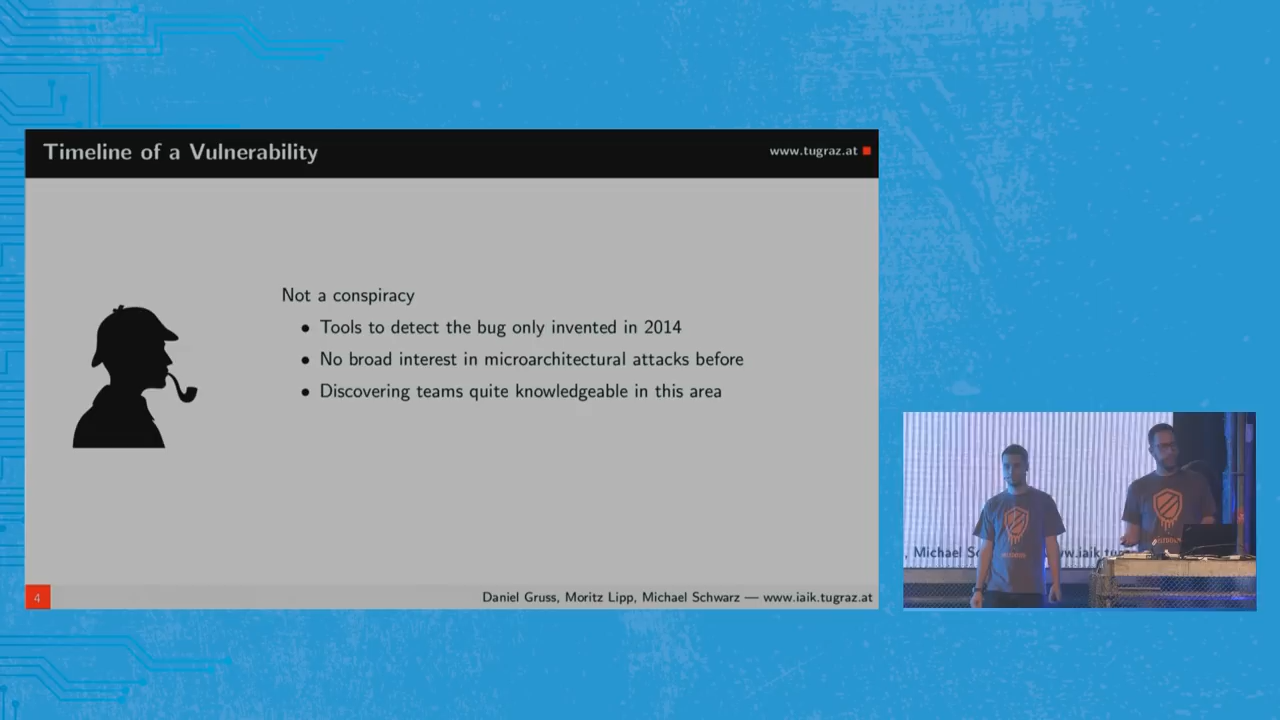 Timeline of a Vulnerability
www.tugraz.at
Not a conspiracy
• Tools to detect the bug only invented in 2014
• No broad interest in microarchitectural attacks before
• Discovering teams quite knowledgeable in this area
4
Daniel Gruss, Moritz Lipp, Michael Schwarz — www.iaik.tugraz.at
, Michael